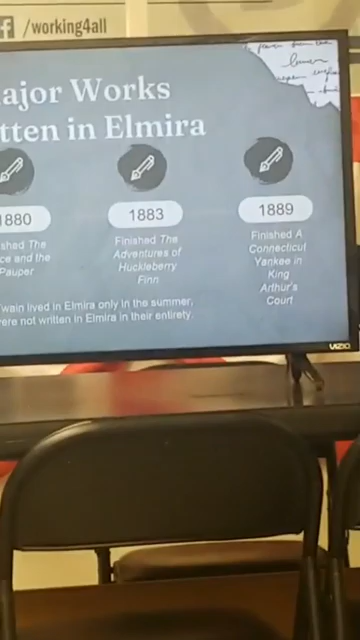 f /working4all
ajor Works
tten in Elmira
1880
1883
1889
shed The
ce and the
Pauper
Finished The
Adventures of
Huckleberry
Finn
Finished A
Connecticut
Yankee in
King
Arthur's
Court
wain lived in Elmira only in the summer,
ere not written in Elmira in their entirety.
VIZIO